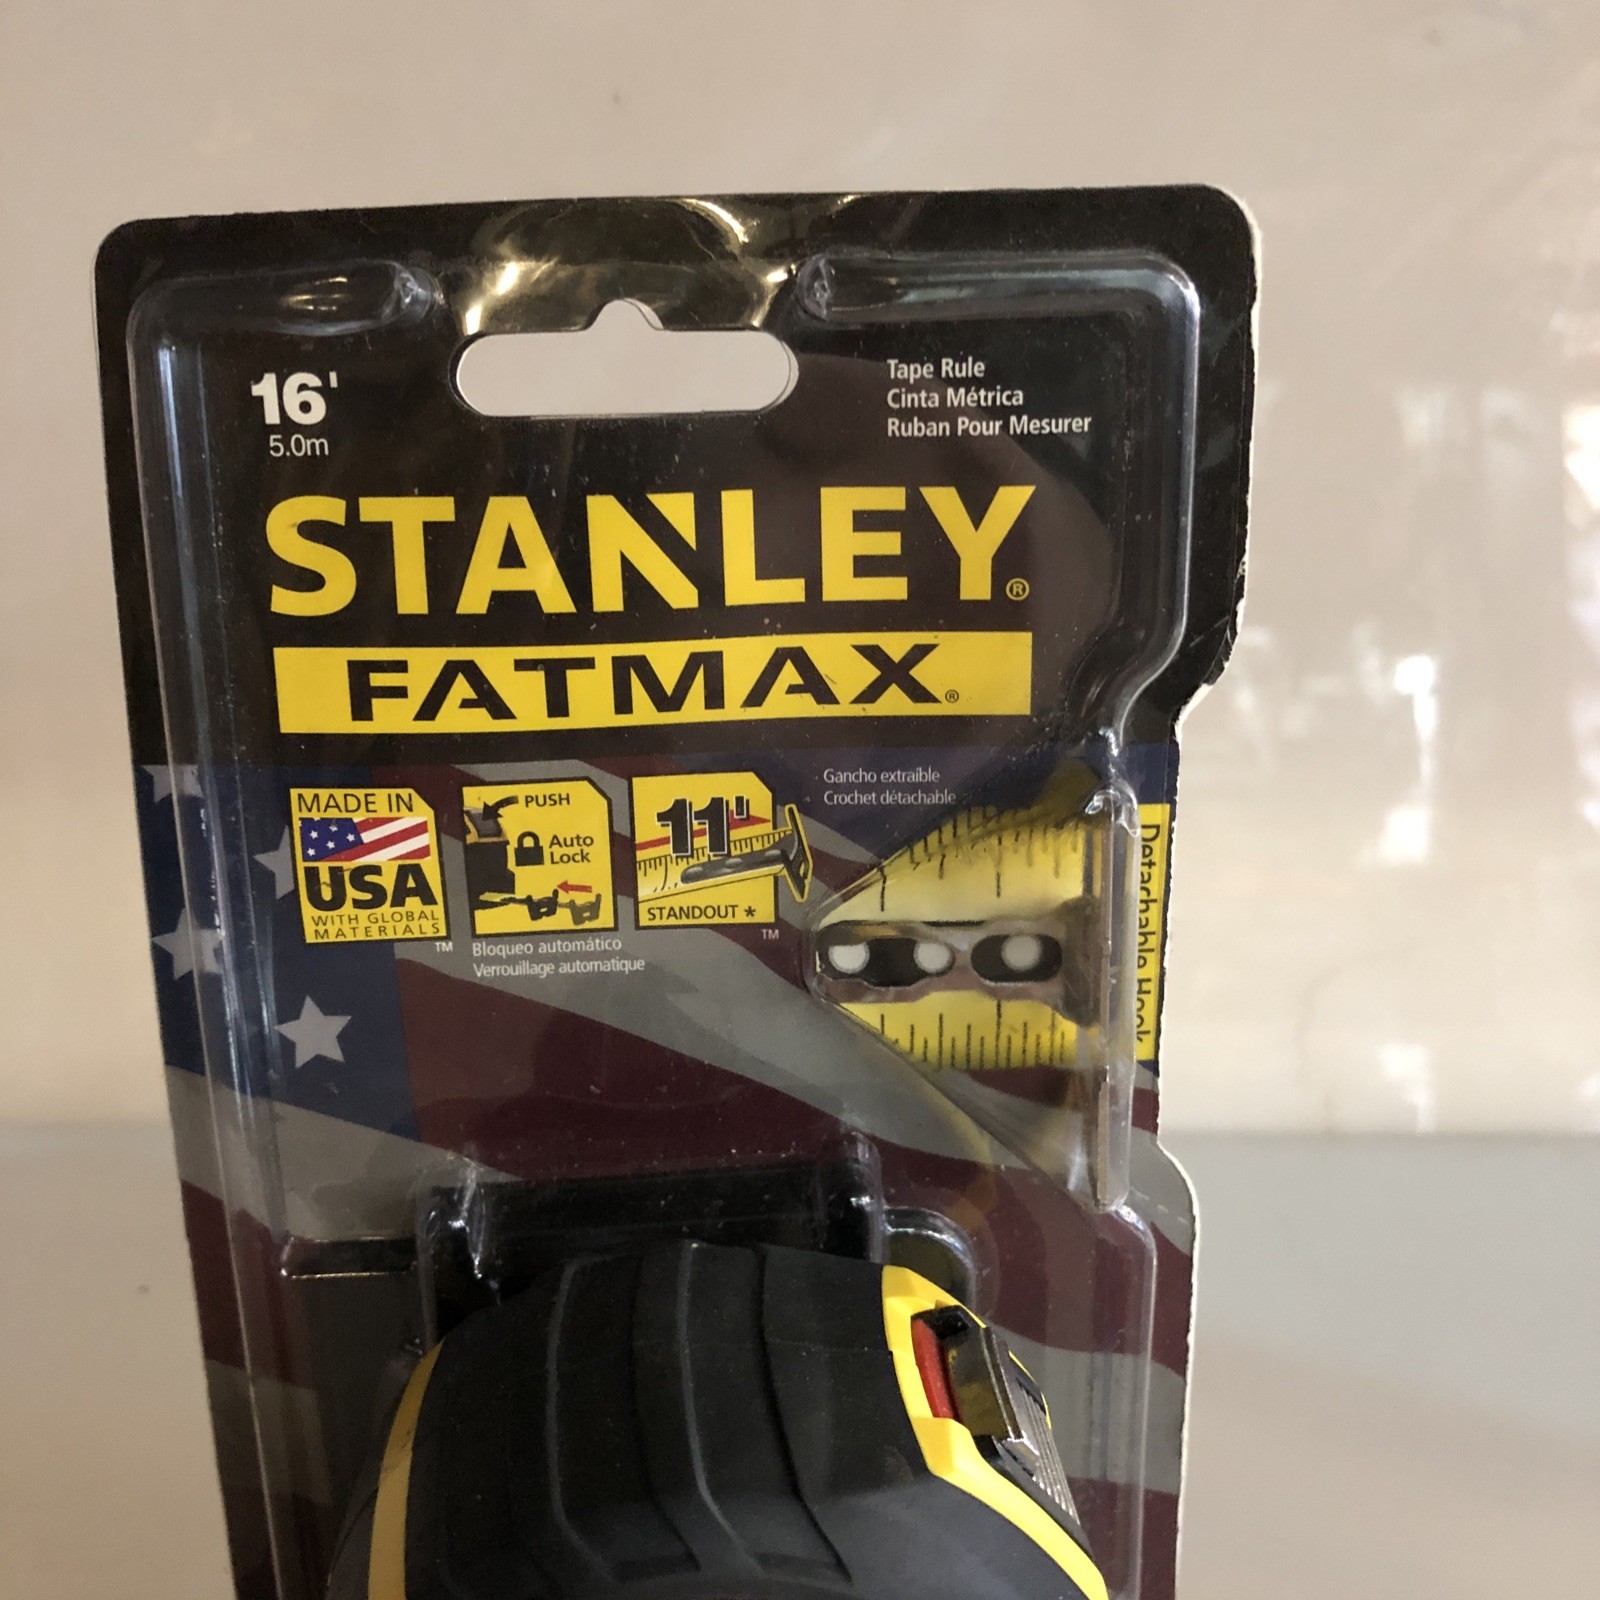 16'
5.0m
Tape Rule
Cinta Métrica
Ruban Pour Mesurer
STANLEY®
FATMAX®
MADE IN
USA
WITH GLOBAL
MATERIALS
™
PUSH
Auto
Lock
Bloqueo automático
Verrouillage automatique
11'
STANDOUT *
™
Gancho extraíble
Crochet détachable
Detachable Hook